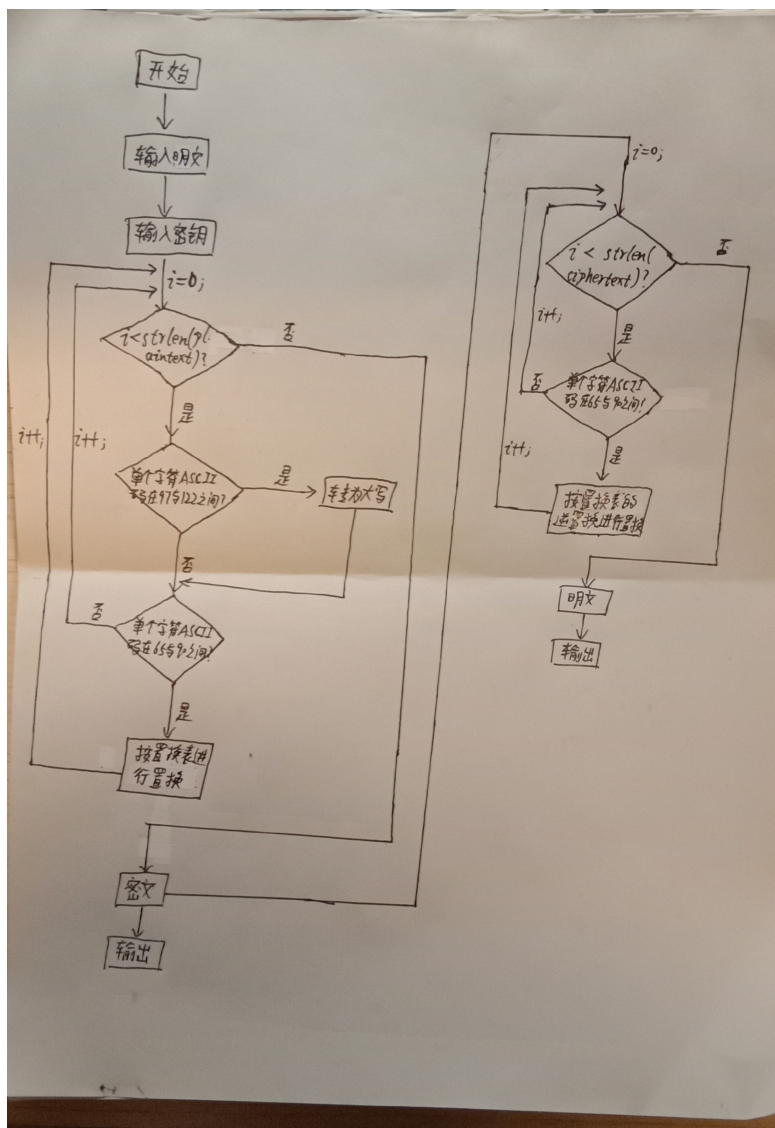 开始
输入明文
输入密钥
i=0;
i<strlen(pl
aintext)?
否
是
i++;
i++;
单个字符ASCII
码在97与122之间?
是
转换为大写
否
单个字符ASCII
码在65与90之间?
否
是
按置换表进
行置换
密文
输出
i=0;
i < strlen(
ciphertext)?
否
是
i++;
单个字符ASCII
码在65与90之间?
否
i++;
是
按置换表的
逆置换进行置换
明文
输出